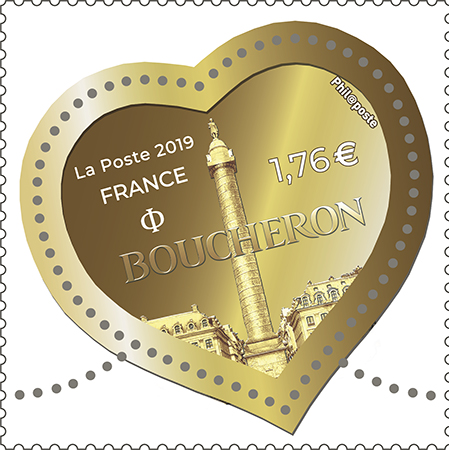 Phil@poste
La Poste 2019
FRANCE
1,76 €
Φ
BOUCHERON